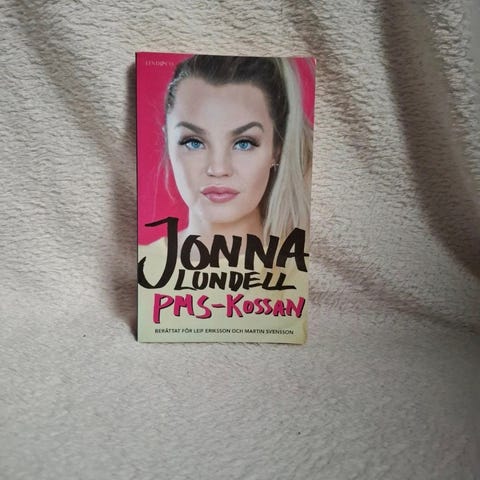 LIND&CO
JONNA
LUNDELL
PMS-KOSSAN
BERÄTTAT FÖR LEIF ERIKSSON OCH MARTIN SVENSSON